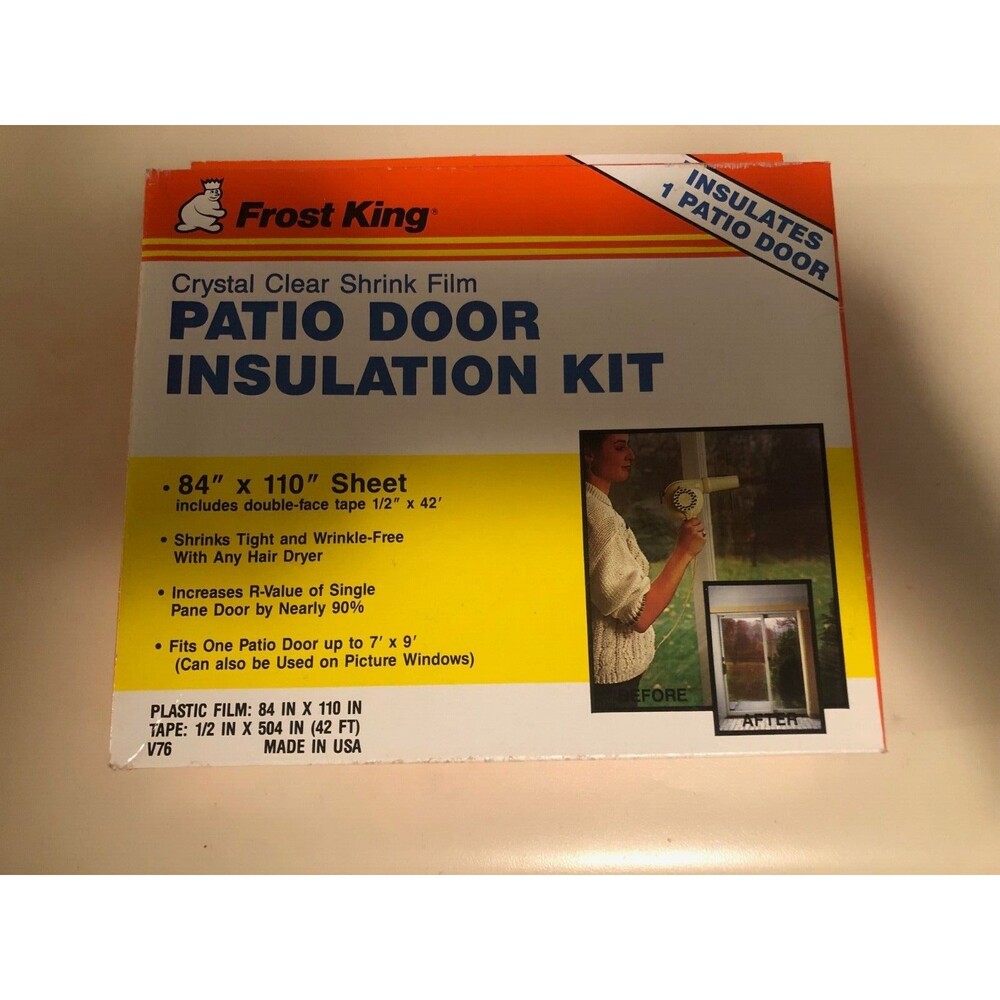 Frost King®
INSULATES
1 PATIO DOOR
Crystal Clear Shrink Film
PATIO DOOR
INSULATION KIT
• 84" x 110" Sheet
includes double-face tape 1/2" x 42'
• Shrinks Tight and Wrinkle-Free
With Any Hair Dryer
• Increases R-Value of Single
Pane Door by Nearly 90%
• Fits One Patio Door up to 7' x 9'
(Can also be Used on Picture Windows)
BEFORE
AFTER
PLASTIC FILM: 84 IN X 110 IN
TAPE: 1/2 IN X 504 IN (42 FT)
V76 MADE IN USA